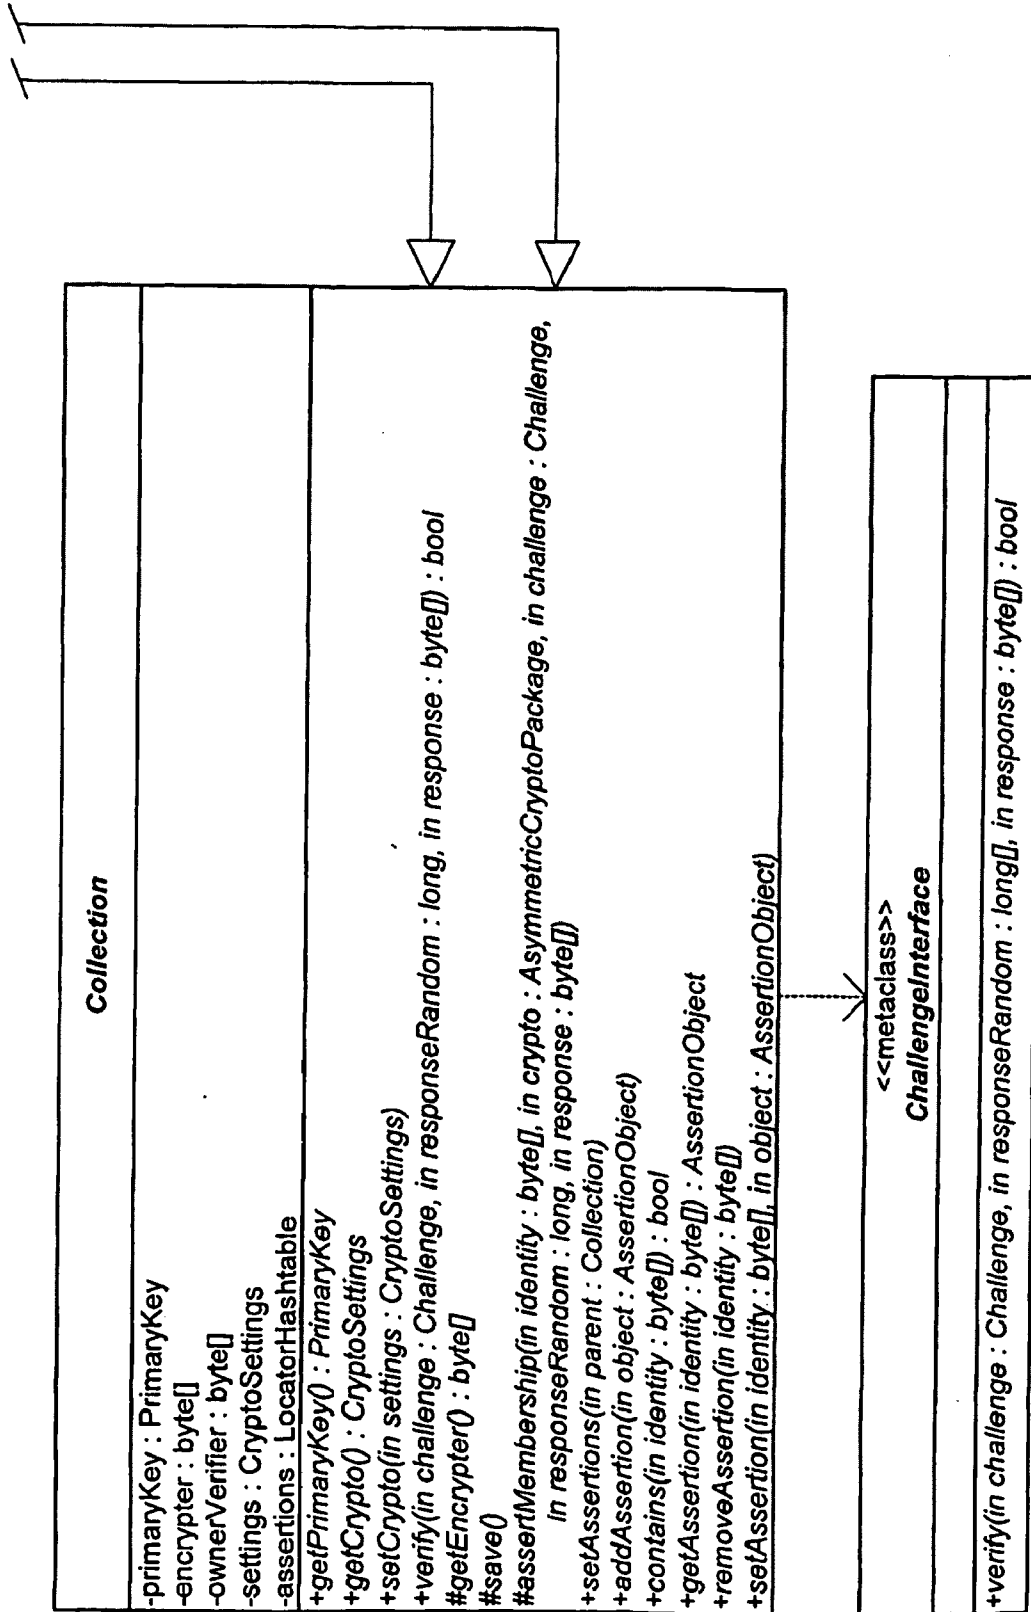 Collection
-primaryKey : PrimaryKey
-encrypter : byte[]
-ownerVerifier : byte[]
-settings : CryptoSettings
-assertions : LocatorHashtable
+getPrimaryKey() : PrimaryKey
+getCrypto() : CryptoSettings
+setCrypto(in settings : CryptoSettings)
+verify(in challenge : Challenge, in responseRandom : long, in response : byte[]) : bool
#getEncrypter() : byte[]
#save()
#assertMembership(in identity : byte[], in crypto : AsymmetricCryptoPackage, in challenge : Challenge,
In responseRandom : long, in response : byte[])
+setAssertions(in parent : Collection)
+addAssertion(in object : AssertionObject)
+contains(in identity : byte[]) : bool
+getAssertion(in identity : byte[]) : AssertionObject
+removeAssertion(in identity : byte[])
+setAssertion(in identity : byte[], in object : AssertionObject)
<<metaclass>>
ChallengeInterface
+verify(in challenge : Challenge, in responseRandom : long[], in response : byte[]) : bool